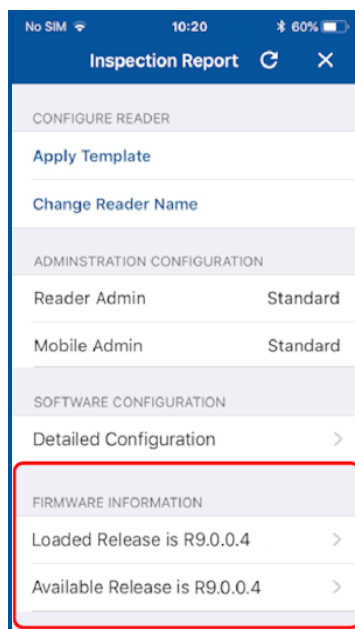 No SIM 10:20 60%
Inspection Report
CONFIGURE READER
Apply Template
Change Reader Name
ADMINSTRATION CONFIGURATION
Reader Admin Standard
Mobile Admin Standard
SOFTWARE CONFIGURATION
Detailed Configuration
FIRMWARE INFORMATION
Loaded Release is R9.0.0.4
Available Release is R9.0.0.4